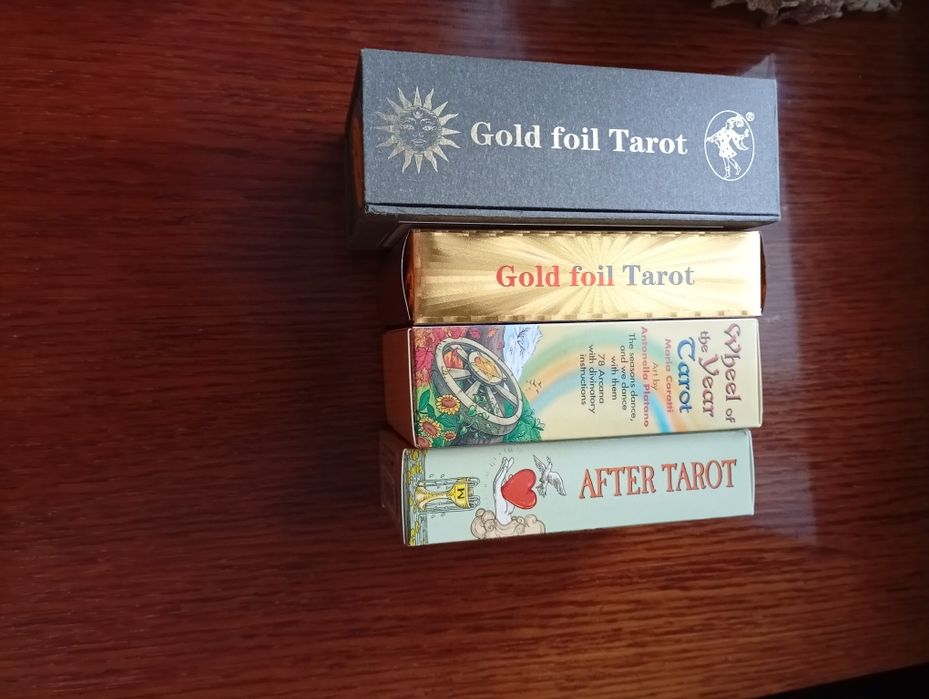 Gold foil Tarot
®
Gold foil Tarot
Wheel of
the Year
Tarot
Art by
Maria Caratti
Antonella Platano
The seasons dance,
and we dance
with them
78 Arcana
with divinatory
instructions
AFTER TAROT
M